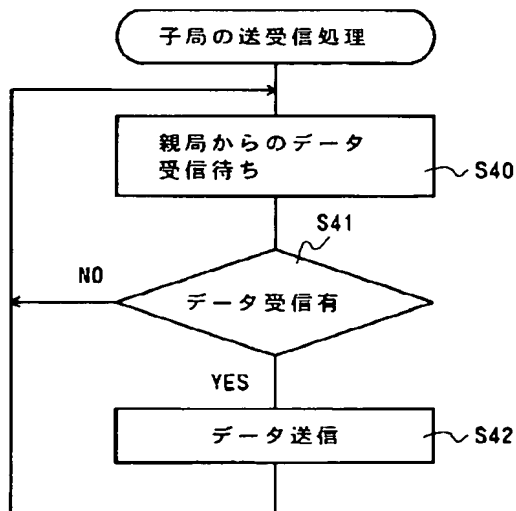 子局の送受信処理
親局からのデータ
受信待ち
S40
S41
NO
データ受信有
YES
データ送信
S42